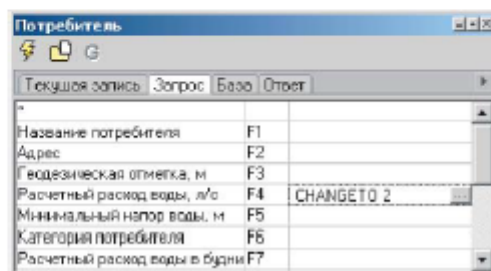 Потребитель
Текущая запись Запрос База Ответ
*
Название потребителя F1
Адрес F2
Геодезическая отметка, м F3
Расчетный расход воды, л/с F4 CHANGETO 2 ...
Минимальный напор воды, м F5
Категория потребителя F6
Расчетный расход воды в будни F7